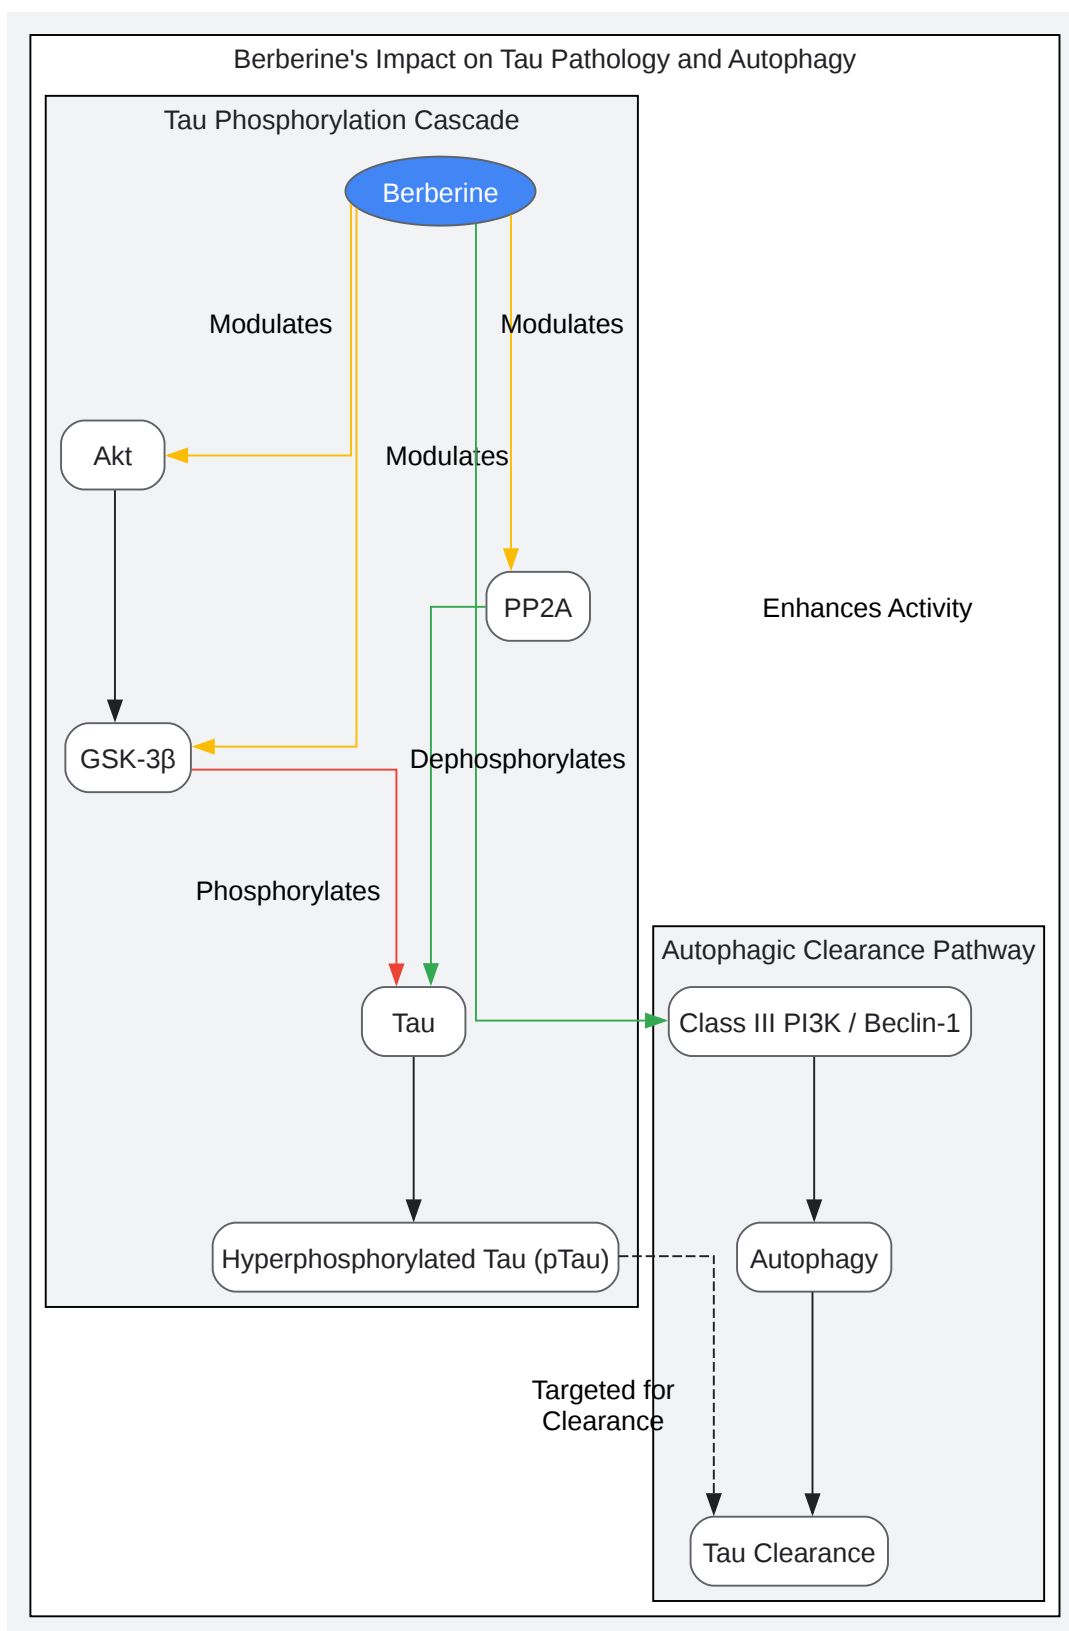 Berberine's Impact on Tau Pathology and Autophagy
Tau Phosphorylation Cascade
Berberine
Modulates
Modulates
Akt
Modulates
PP2A
Enhances Activity
GSK-3β
Dephosphorylates
Phosphorylates
Autophagic Clearance Pathway
Tau
Class III PI3K / Beclin-1
Hyperphosphorylated Tau (pTau)
Autophagy
Targeted for
Clearance
Tau Clearance